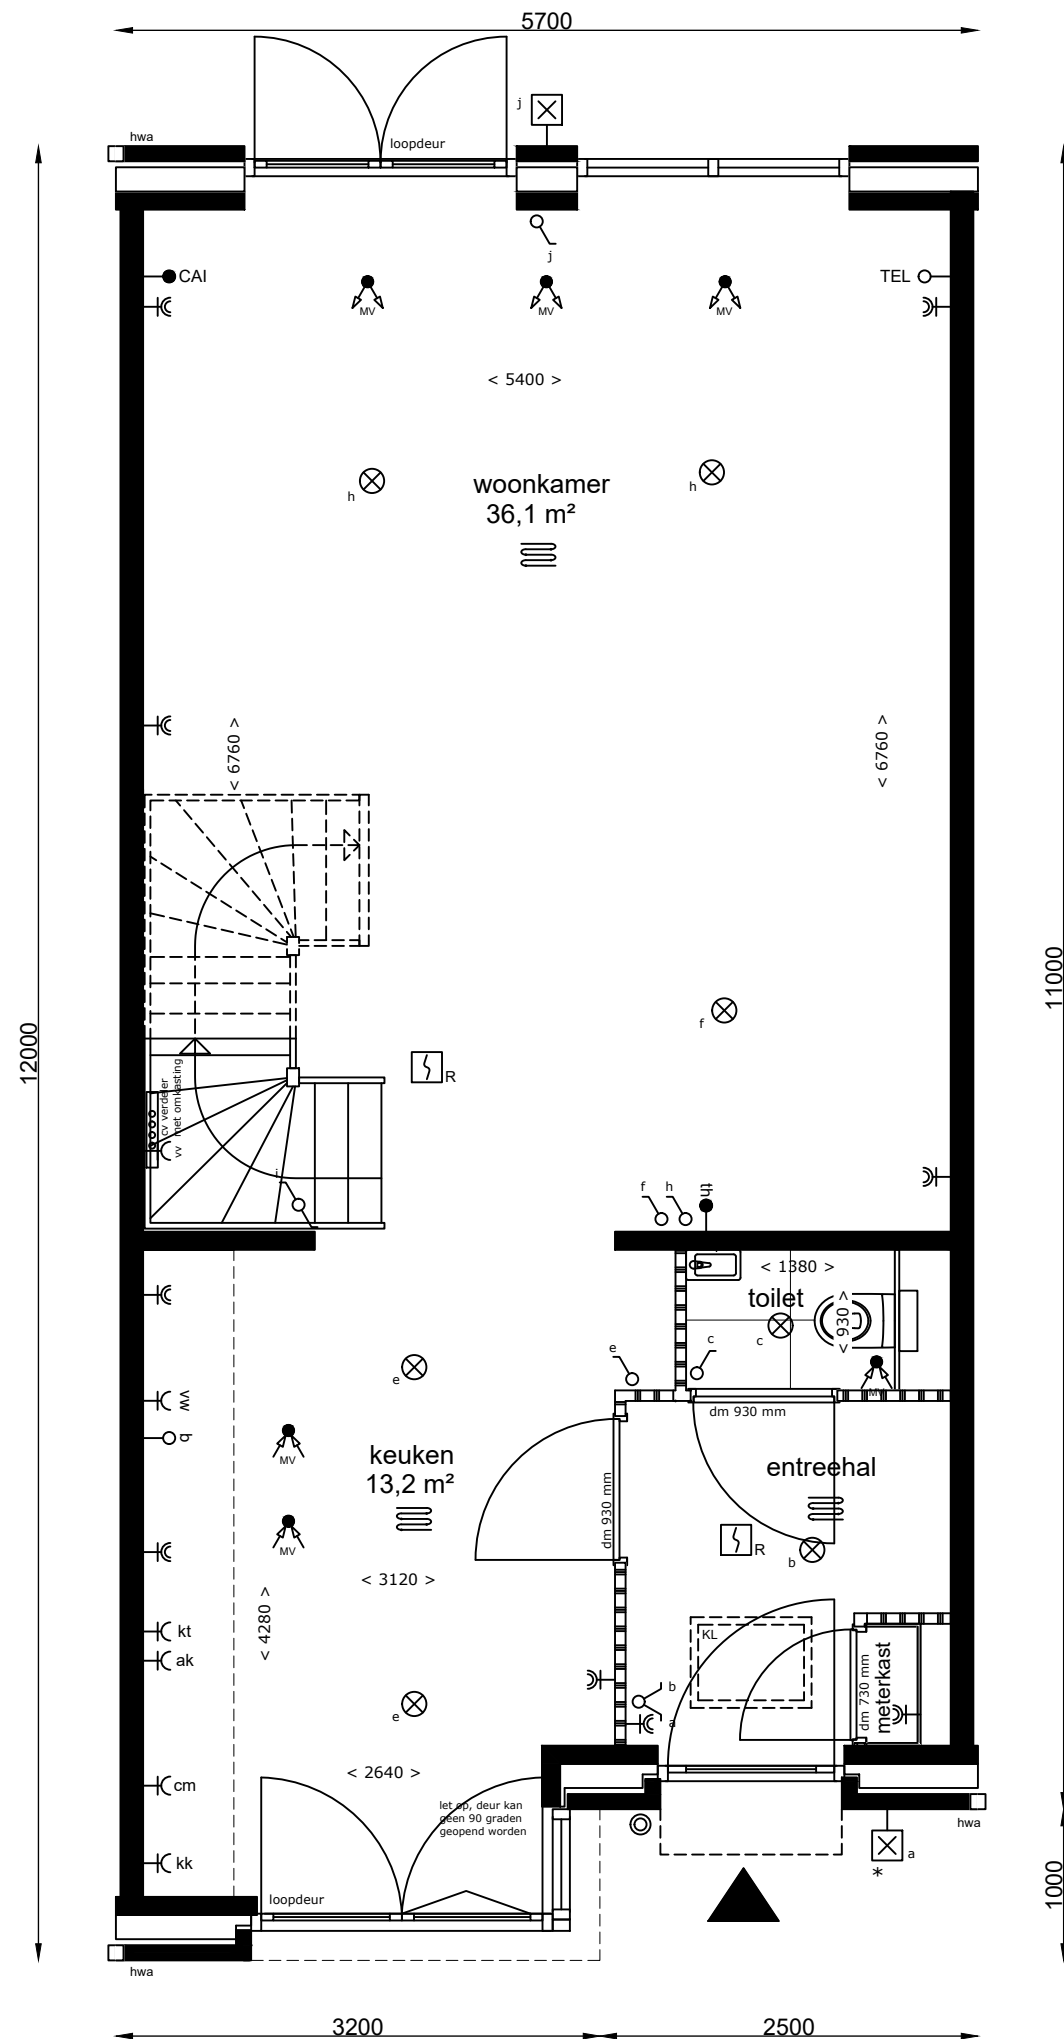 5700
j
hwa
loopdeur
j
CAI
TEL
MV
MV
MV
< 5400 >
woonkamer
36,1 m²
h
h
< 6760 >
< 6760 >
11000
12000
f
R
cv verdeler
vv met omkasting
i
f
h
th
< 1380 >
toilet
c
< 930 >
c
e
e
MV
vw
b
dm 930 mm
MV
keuken
13,2 m²
entreehal
dm 930 mm
R
b
MV
< 3120 >
< 4280 >
kt
ak
KL
b
a
dm 730 mm
meterkast
e
< 2640 >
cm
let op, deur kan
geen 90 graden
geopend worden
hwa
a
*
kk
loopdeur
1000
hwa
3200
2500